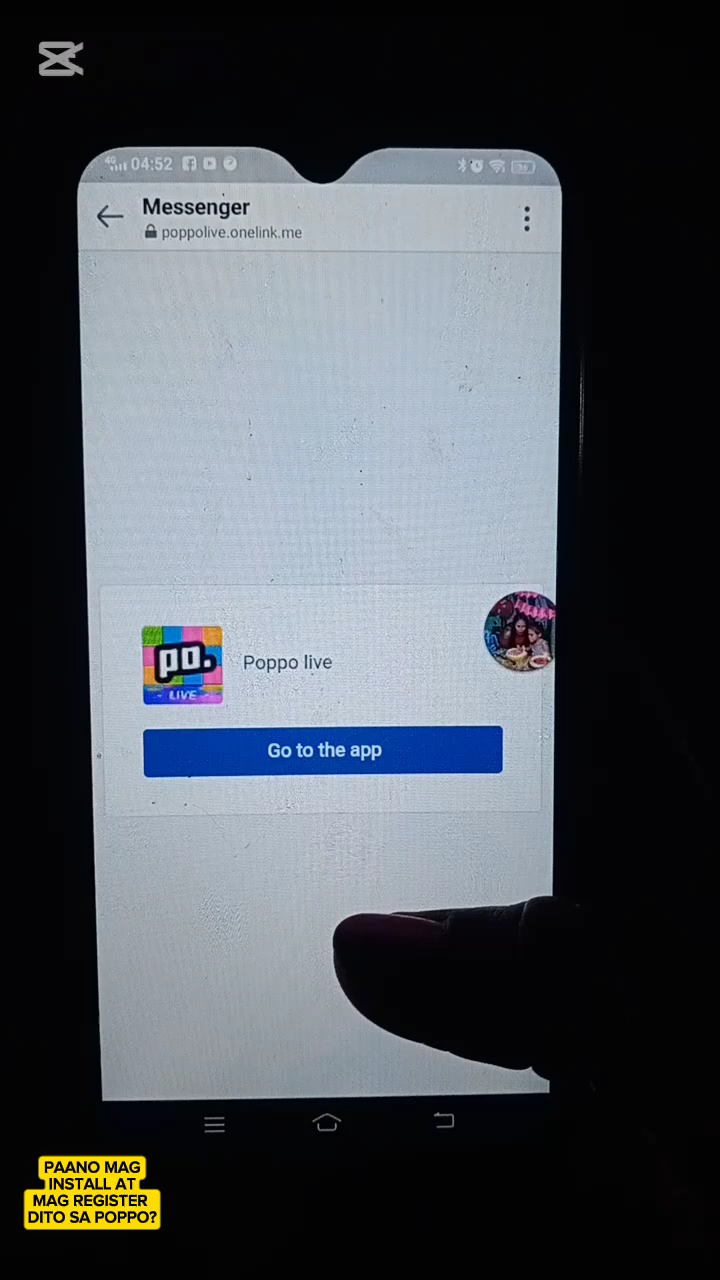 4G 04:52
Messenger
poppolive.onelink.me
po.
LIVE
Poppo live
Go to the app
PAANO MAG
INSTALL AT
MAG REGISTER
DITO SA POPPO?